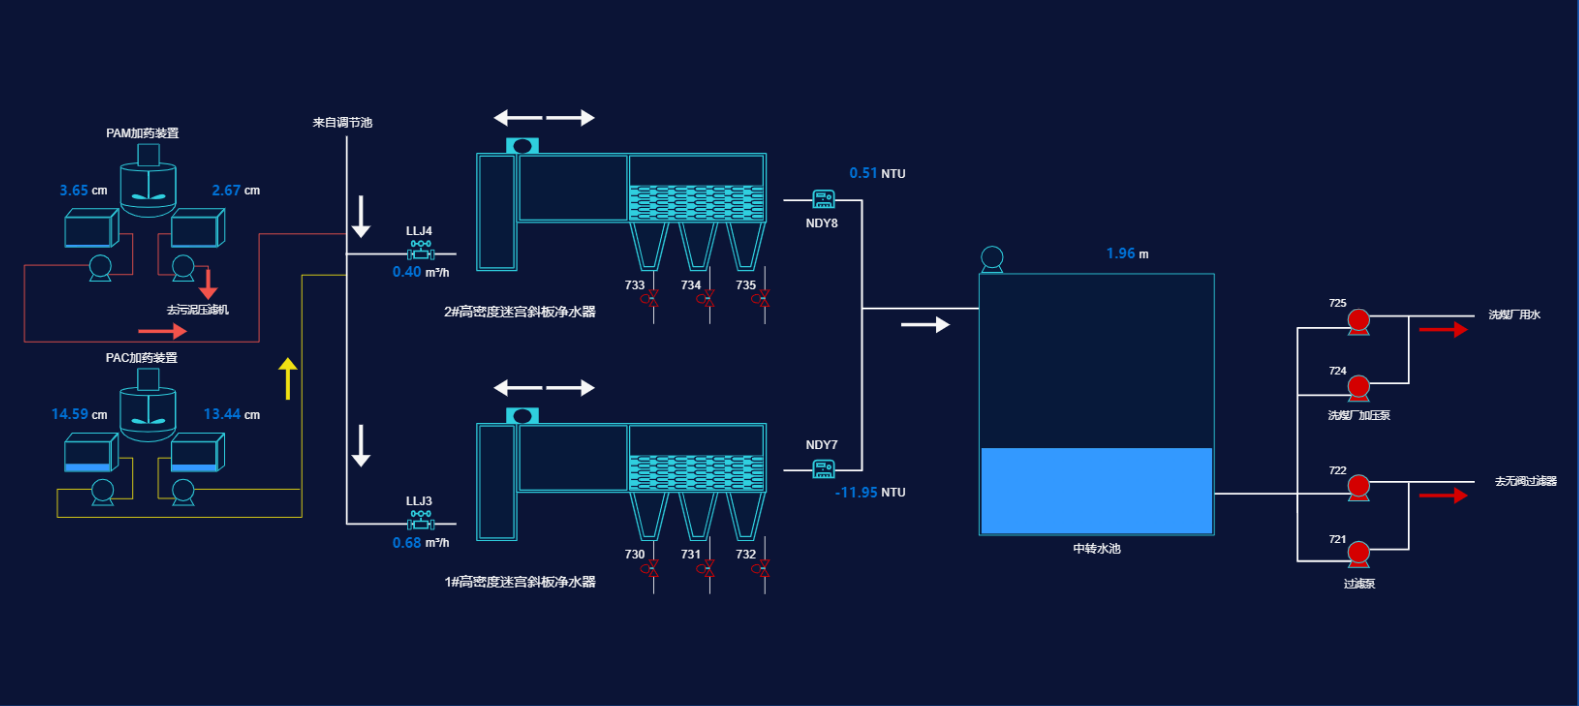 PAM加药装置
3.65 cm
2.67 cm
去污泥压滤机
PAC加药装置
14.59 cm
13.44 cm
来自调节池
LLJ4
0.40 m³/h
LLJ3
0.68 m³/h
733
734
735
2#高密度迷宫斜板净水器
730
731
732
1#高密度迷宫斜板净水器
0.51 NTU
NDY8
NDY7
-11.95 NTU
1.96 m
中转水池
725
洗煤厂用水
724
洗煤厂加压泵
722
去无阀过滤器
721
过滤泵